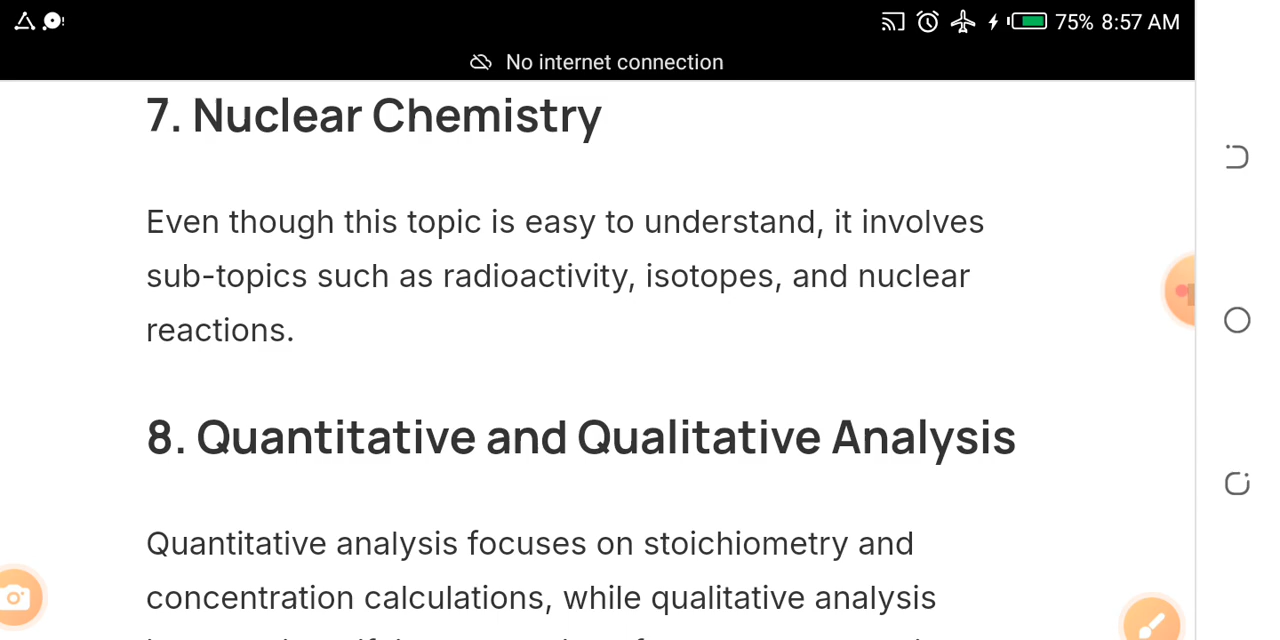 75% 8:57 AM
No internet connection
7. Nuclear Chemistry
Even though this topic is easy to understand, it involves
sub-topics such as radioactivity, isotopes, and nuclear
reactions.
8. Quantitative and Qualitative Analysis
Quantitative analysis focuses on stoichiometry and
concentration calculations, while qualitative analysis